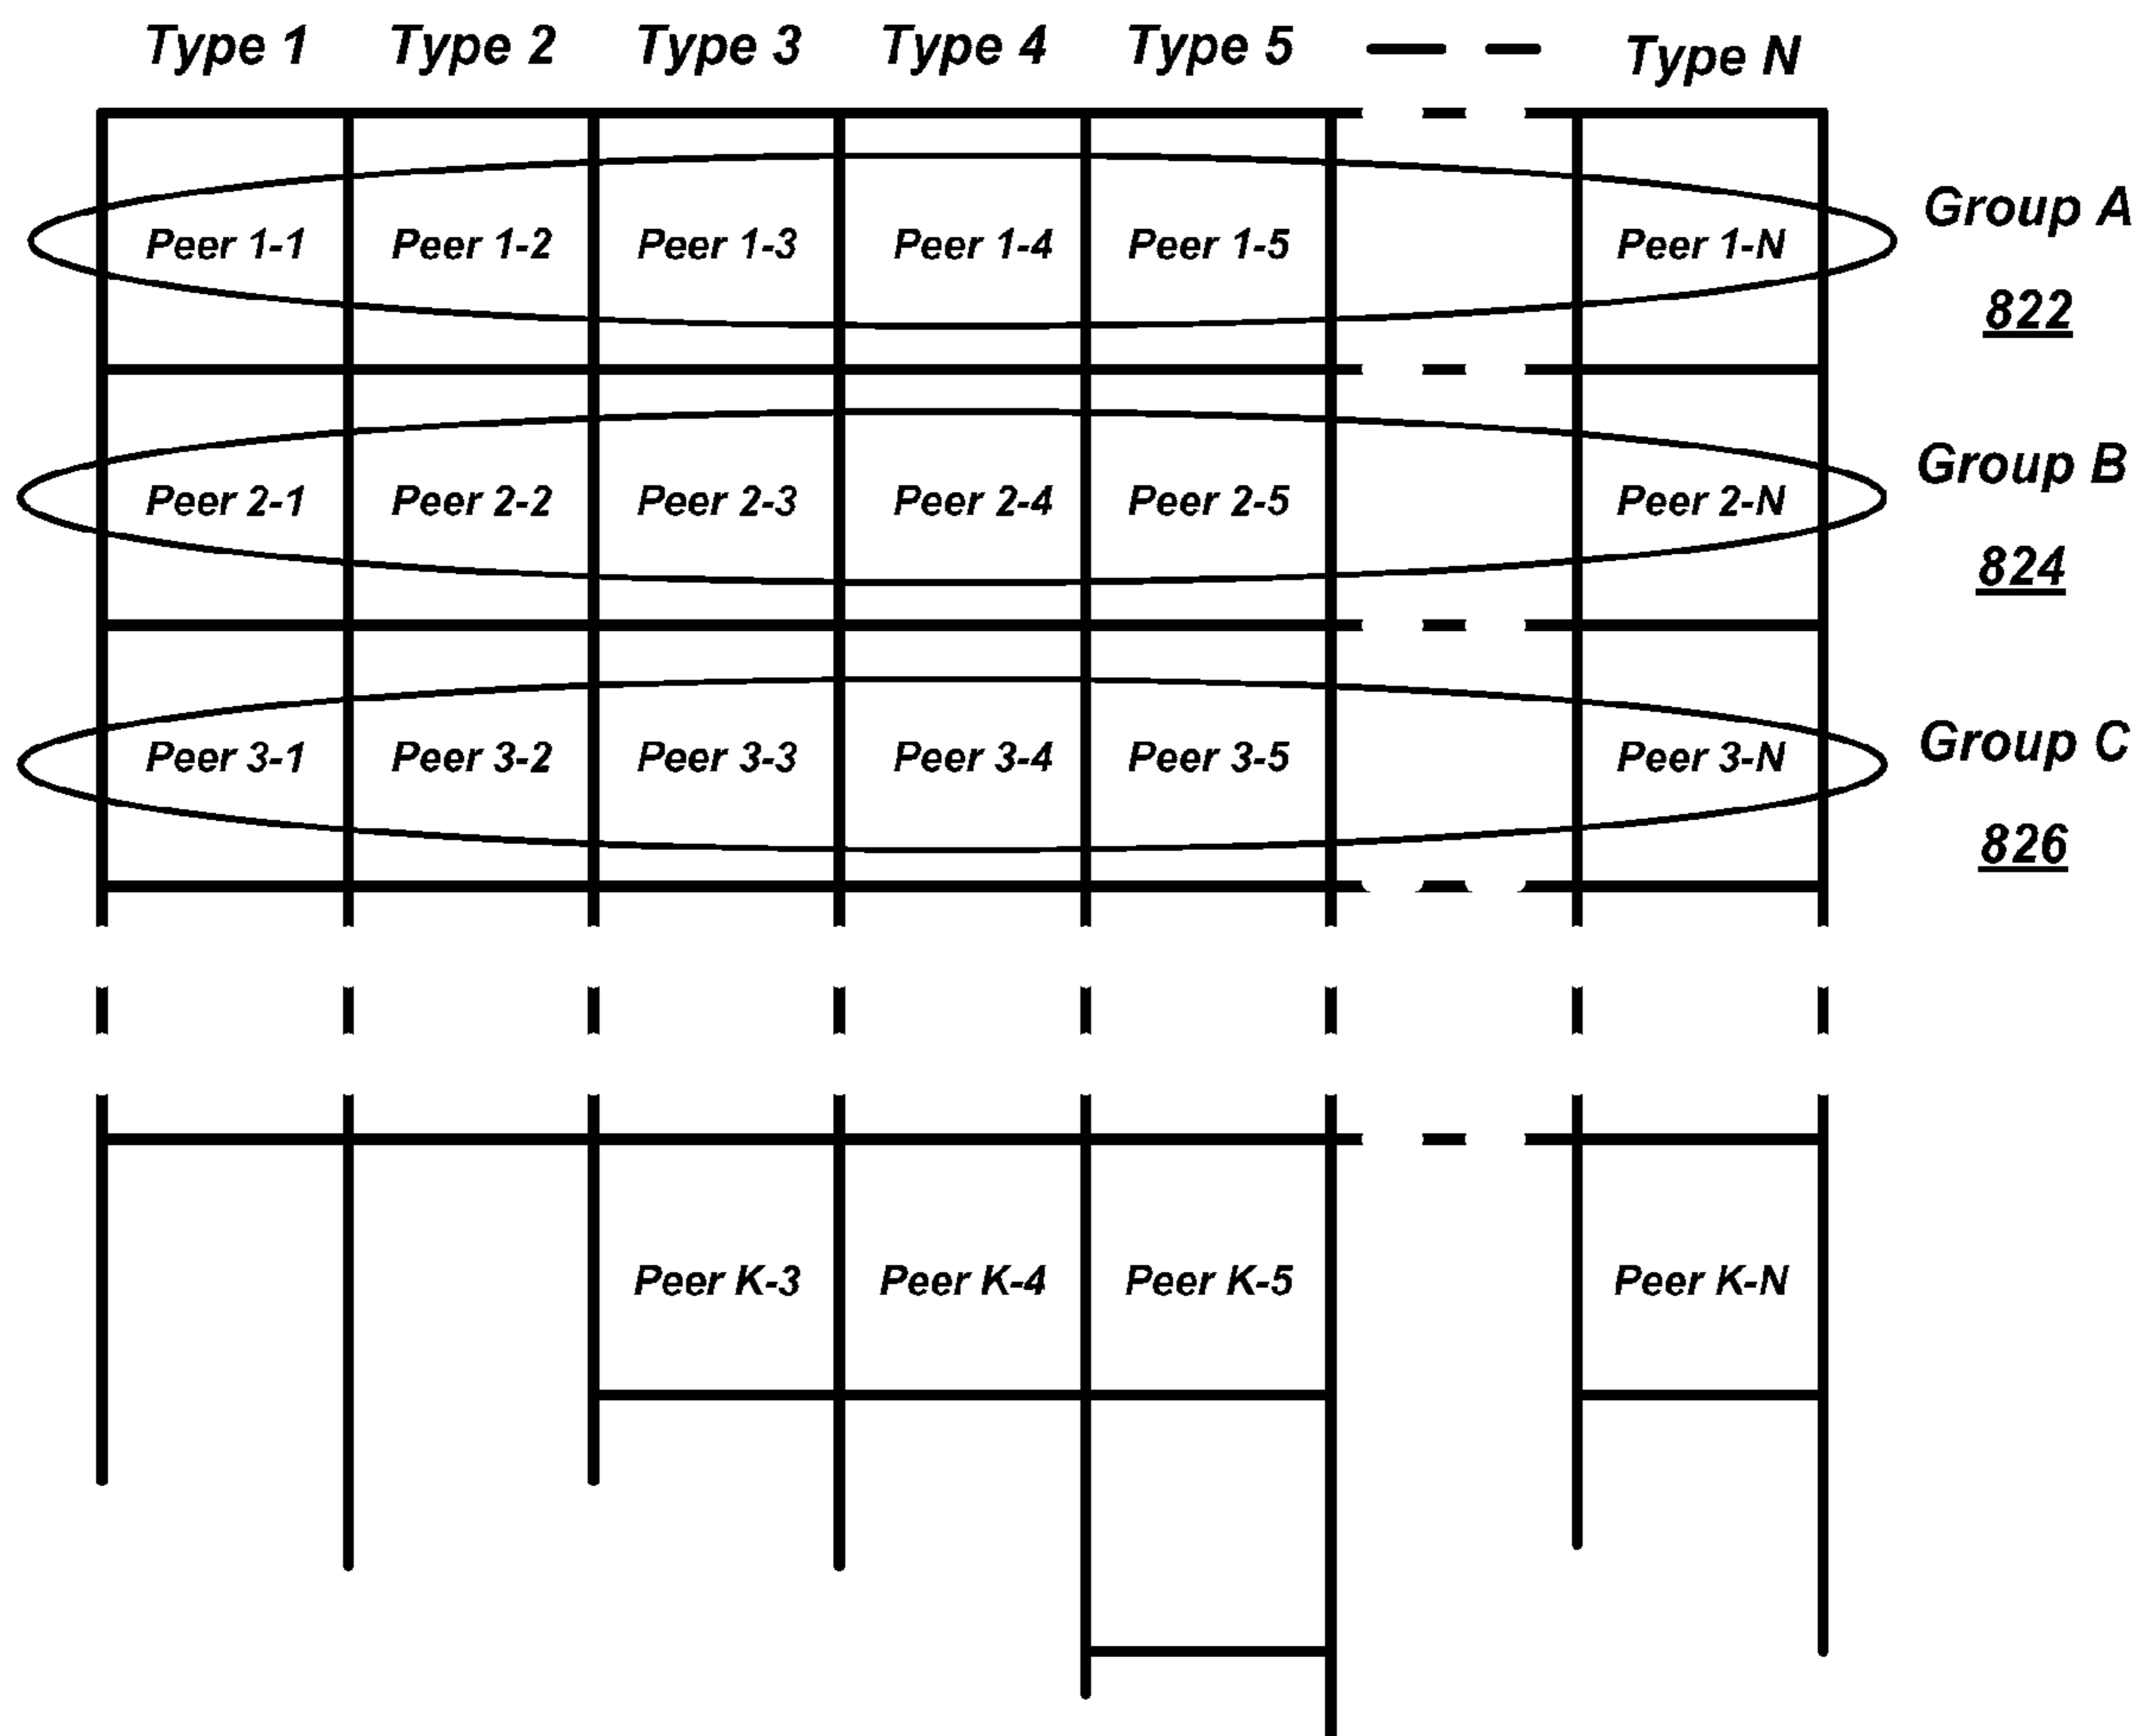 Type 1 Type 2 Type 3 Type 4 Type 5 Type N
Peer 1-1 Peer 1-2 Peer 1-3 Peer 1-4 Peer 1-5 Peer 1-N Group A
822
Peer 2-1 Peer 2-2 Peer 2-3 Peer 2-4 Peer 2-5 Peer 2-N Group B
824
Peer 3-1 Peer 3-2 Peer 3-3 Peer 3-4 Peer 3-5 Peer 3-N Group C
826
Peer K-3 Peer K-4 Peer K-5 Peer K-N